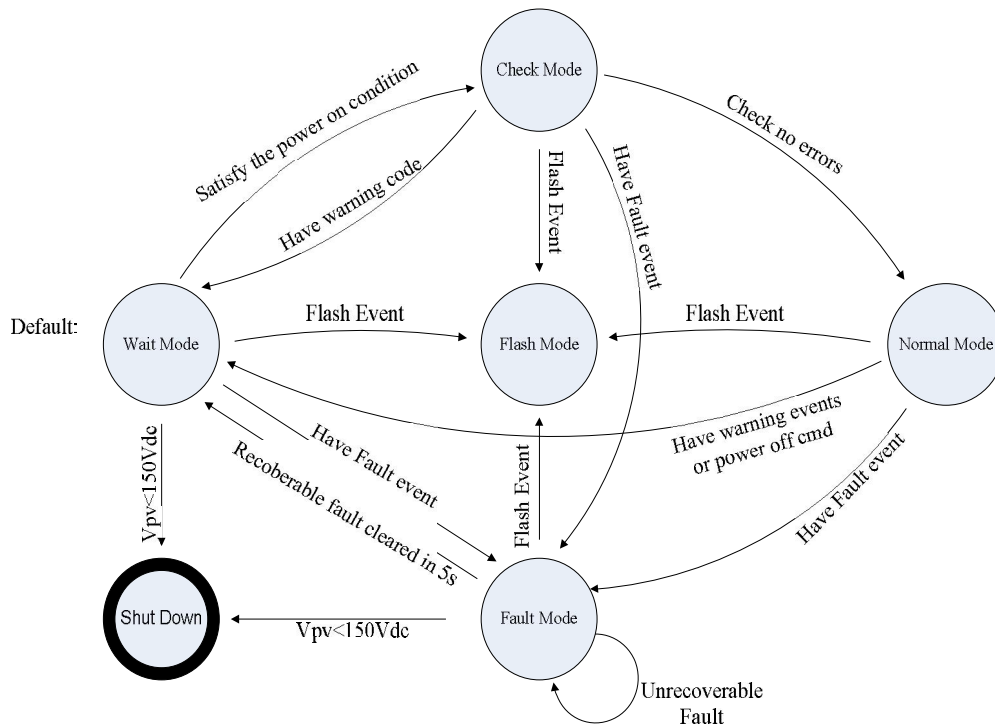 Check Mode
Satisfy the power on condition
Have warning code
Flash Event
Have Fault event
Check no errors
Default:
Wait Mode
Flash Event
Flash Mode
Flash Event
Normal Mode
Have Fault event
Recoberable fault cleared in 5s
Vpv<150Vdc
Flash Event
Have warning events
or power off cmd
Have Fault event
Shut Down
Vpv<150Vdc
Fault Mode
Unrecoverable
Fault